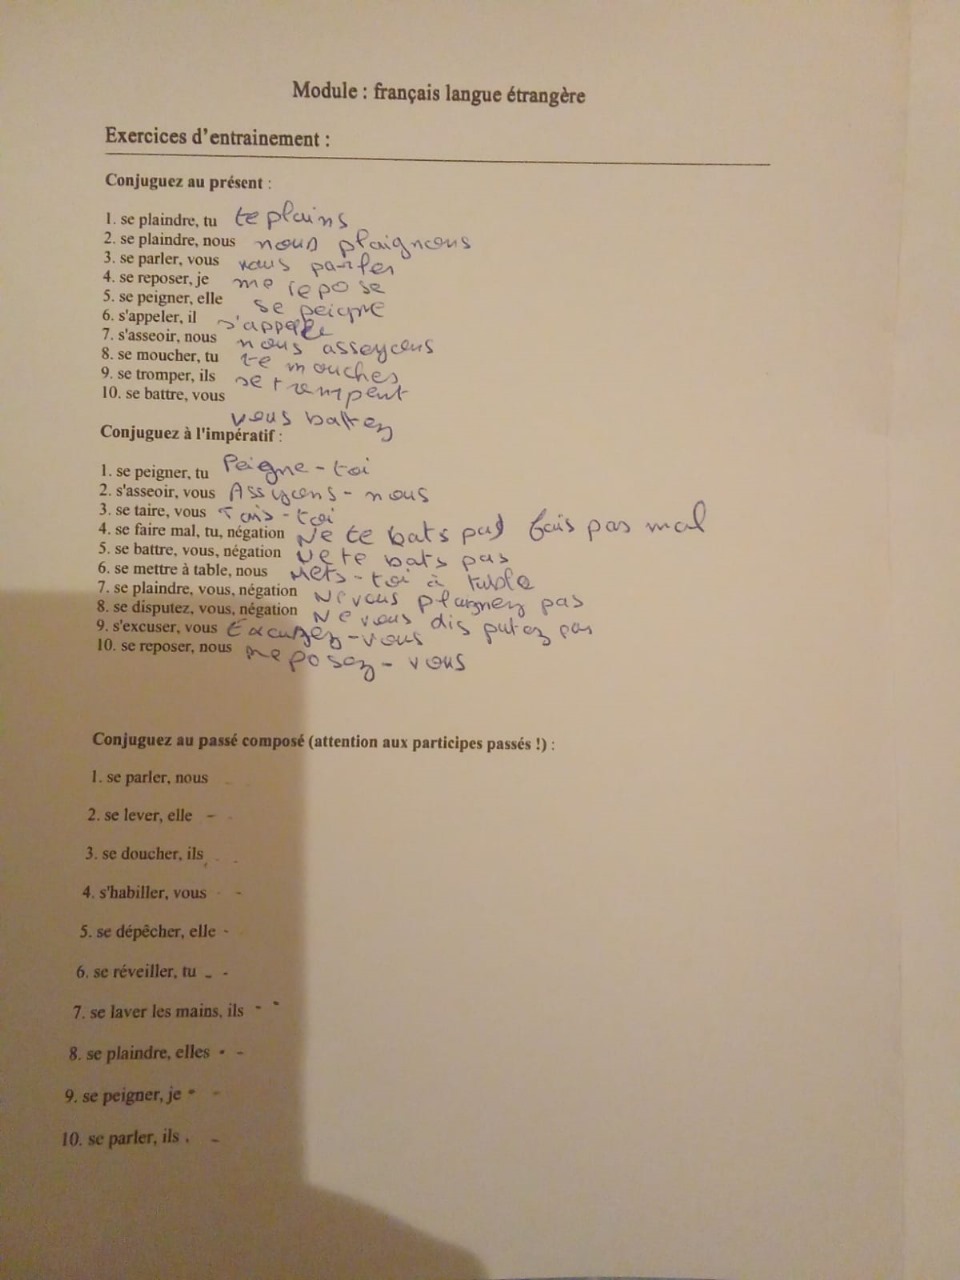 Module : français langue étrangère
Exercices d'entrainement :
Conjuguez au présent :
1. se plaindre, tu te plains
2. se plaindre, nous nous plaignons
3. se parler, vous vous parlez
4. se reposer, je me repose
5. se peigner, elle se peigne
6. s'appeler, il s'appelle
7. s'asseoir, nous nous asseyons
8. se moucher, tu te mouches
9. se tromper, ils se trompent
10. se battre, vous
vous battez
Conjuguez à l'impératif :
1. se peigner, tu Peigne-toi
2. s'asseoir, vous Assyons-nous
3. se taire, vous Tais-toi
4. se faire mal, tu, négation Ne te bats pas fais pas mal
5. se battre, vous, négation Ne te bats pas
6. se mettre à table, nous Mets-toi à table
7. se plaindre, vous, négation Ne vous plaignez pas
8. se disputez, vous, négation Ne vous disputez pas
9. s'excuser, vous Excusez-vous
10. se reposer, nous Reposez-vous
Conjuguez au passé composé (attention aux participes passés !) :
1. se parler, nous
2. se lever, elle
3. se doucher, ils
4. s'habiller, vous
5. se dépêcher, elle
6. se réveiller, tu
7. se laver les mains, ils
8. se plaindre, elles
9. se peigner, je
10. se parler, ils